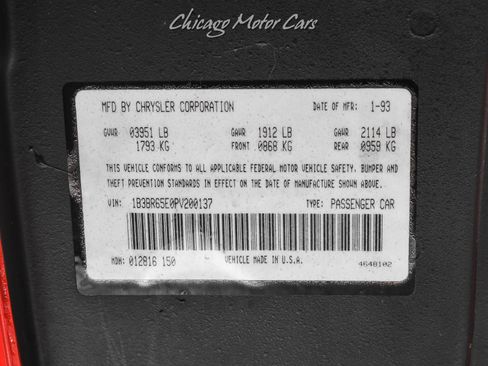 Chicago Motor Cars
MFD BY CHRYSLER CORPORATION DATE OF MFR: 1-93
GVWR 03951 LB GAWR 1912 LB GAWR 2114 LB
1793 KG FRONT 0868 KG REAR 0959 KG
THIS VEHICLE CONFORMS TO ALL APPLICABLE FEDERAL MOTOR VEHICLE SAFETY, BUMPER AND
THEFT PREVENTION STANDARDS IN EFFECT ON THE DATE OF MANUFACTURE SHOWN ABOVE.
VIN: 1B3BR65E0PV200137 TYPE: PASSENGER CAR
MDH: 012816 150 VEHICLE MADE IN U.S.A. 4648102